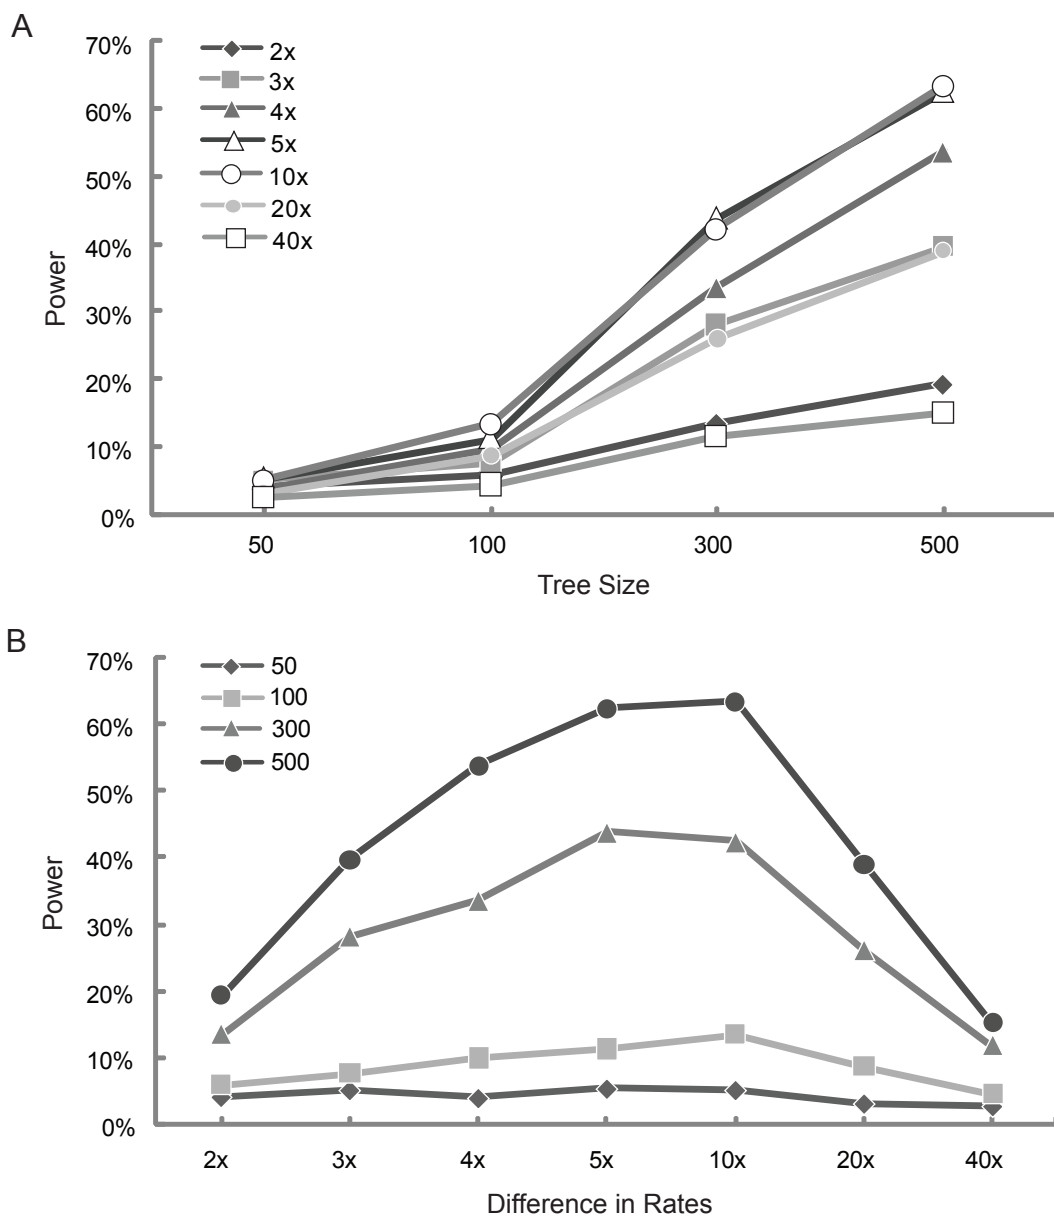 A
70%
60%
50%
40%
30%
20%
10%
0%
Power
2x
3x
4x
5x
10x
20x
40x
50 100 300 500
Tree Size
B
70%
60%
50%
40%
30%
20%
10%
0%
Power
50
100
300
500
2x 3x 4x 5x 10x 20x 40x
Difference in Rates